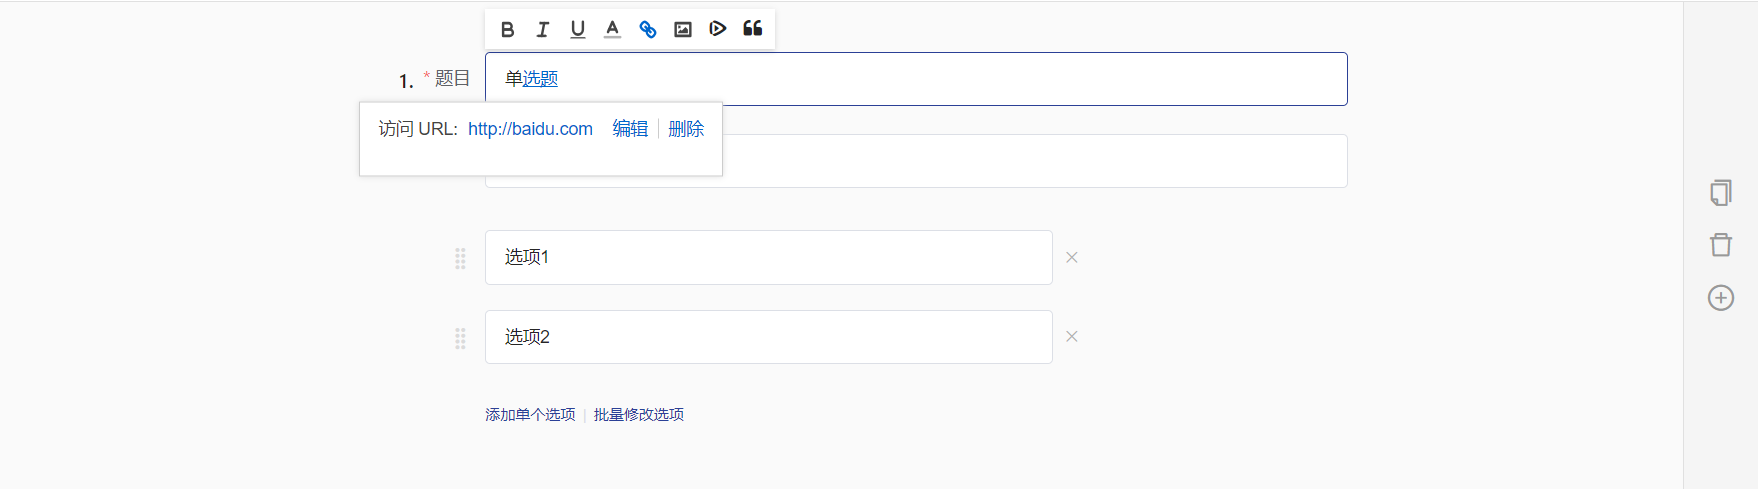 B I U A
1. * 题目 单选题
访问 URL: http://baidu.com 编辑 删除
选项1
选项2
添加单个选项 | 批量修改选项